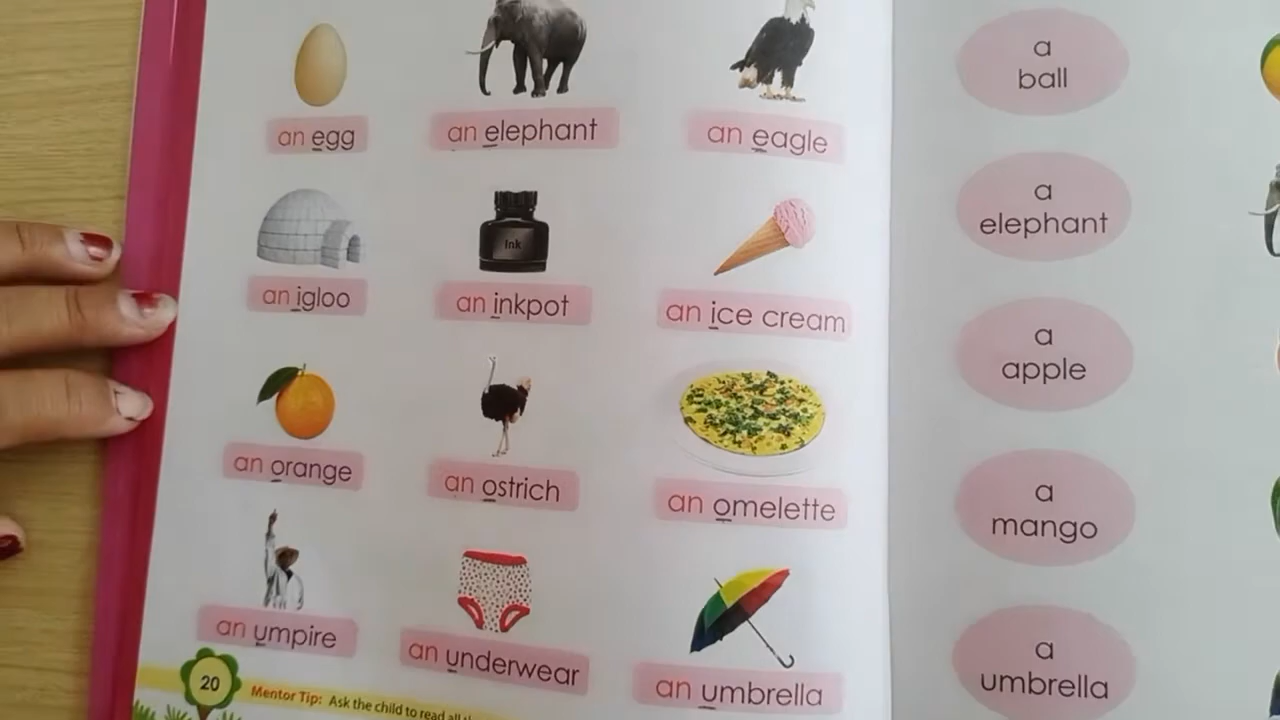 an egg
an elephant
an eagle
Ink
an igloo
an inkpot
an ice cream
an orange
an ostrich
an omelette
an umpire
an underwear
an umbrella
20
Mentor Tip: Ask the child to read all
a
ball
a
elephant
a
apple
a
mango
a
umbrella